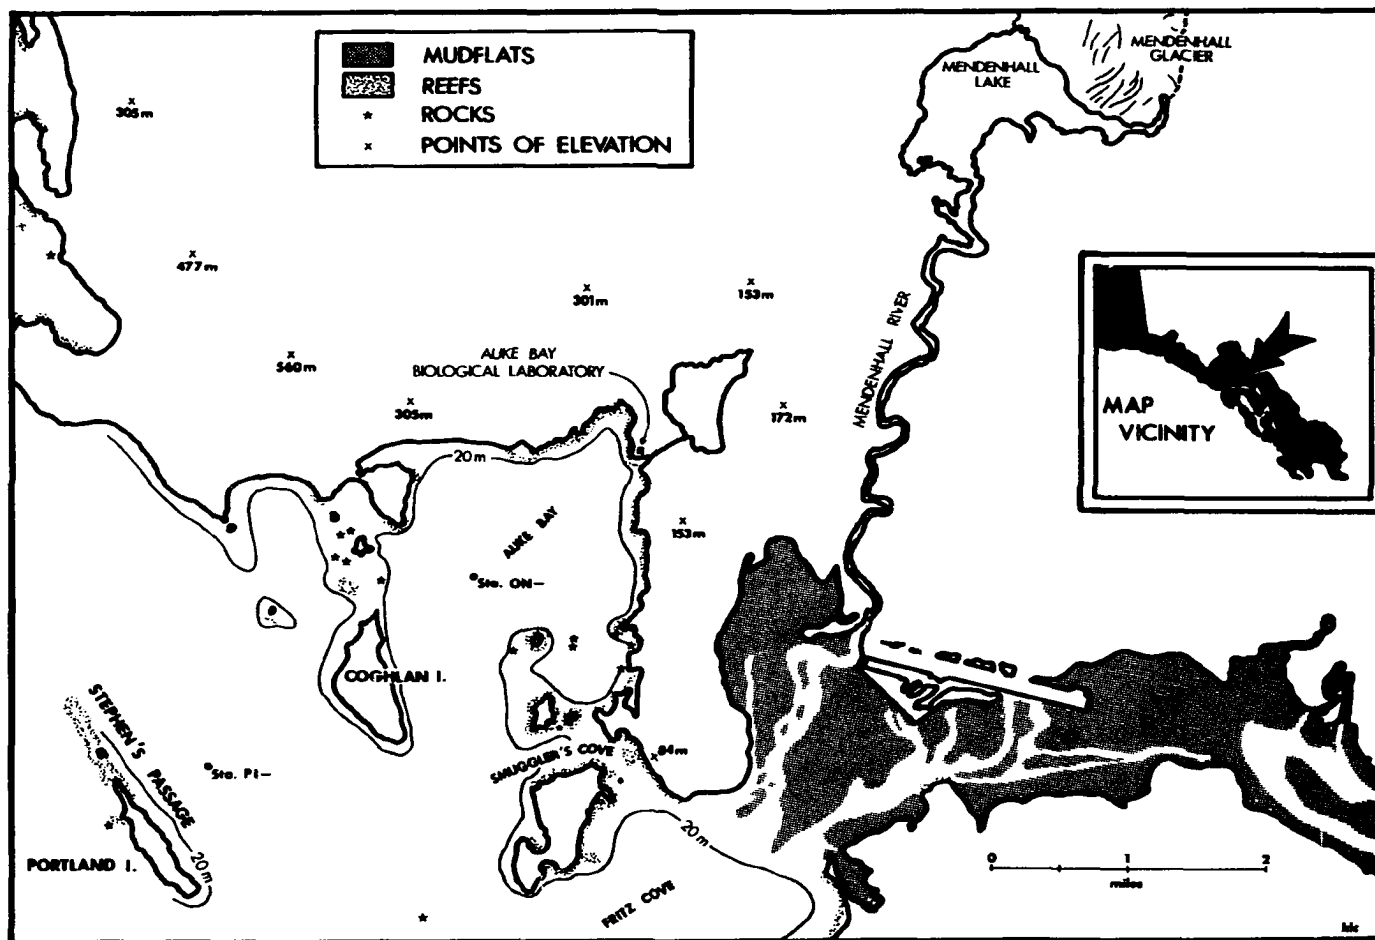 MUDFLATS
REEFS
ROCKS
POINTS OF ELEVATION
MENDENHALL
LAKE
MENDENHALL
GLACIER
305m
477m
301m
153m
560m
305m
172m
153m
84m
AUKE BAY
BIOLOGICAL LABORATORY
MENDENHALL RIVER
MAP
VICINITY
20m
AUKE BAY
Sta. ON-
COGHLAN I.
STEPHEN'S PASSAGE
Sta. PI-
SMUGGLER'S COVE
PORTLAND I.
20m
20m
FRITZ COVE
0 1 2
miles